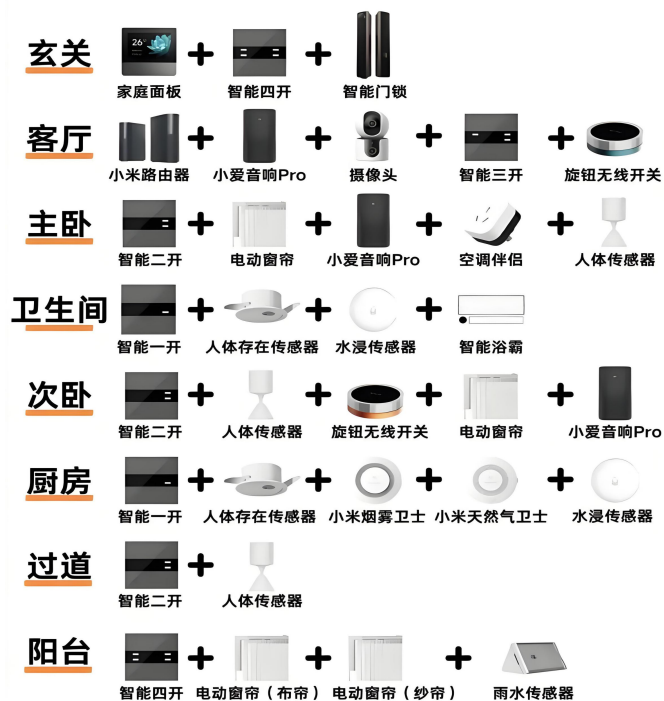 玄关
26°
家庭面板
智能四开
智能门锁
客厅
小米路由器
小爱音响Pro
摄像头
智能三开
旋钮无线开关
主卧
智能二开
电动窗帘
小爱音响Pro
空调伴侣
人体传感器
卫生间
智能一开
人体存在传感器
水浸传感器
智能浴霸
次卧
智能二开
人体传感器
旋钮无线开关
电动窗帘
小爱音响Pro
厨房
智能一开
人体存在传感器
小米烟雾卫士
小米天然气卫士
水浸传感器
过道
智能二开
人体传感器
阳台
智能四开
电动窗帘（布帘）
电动窗帘（纱帘）
雨水传感器